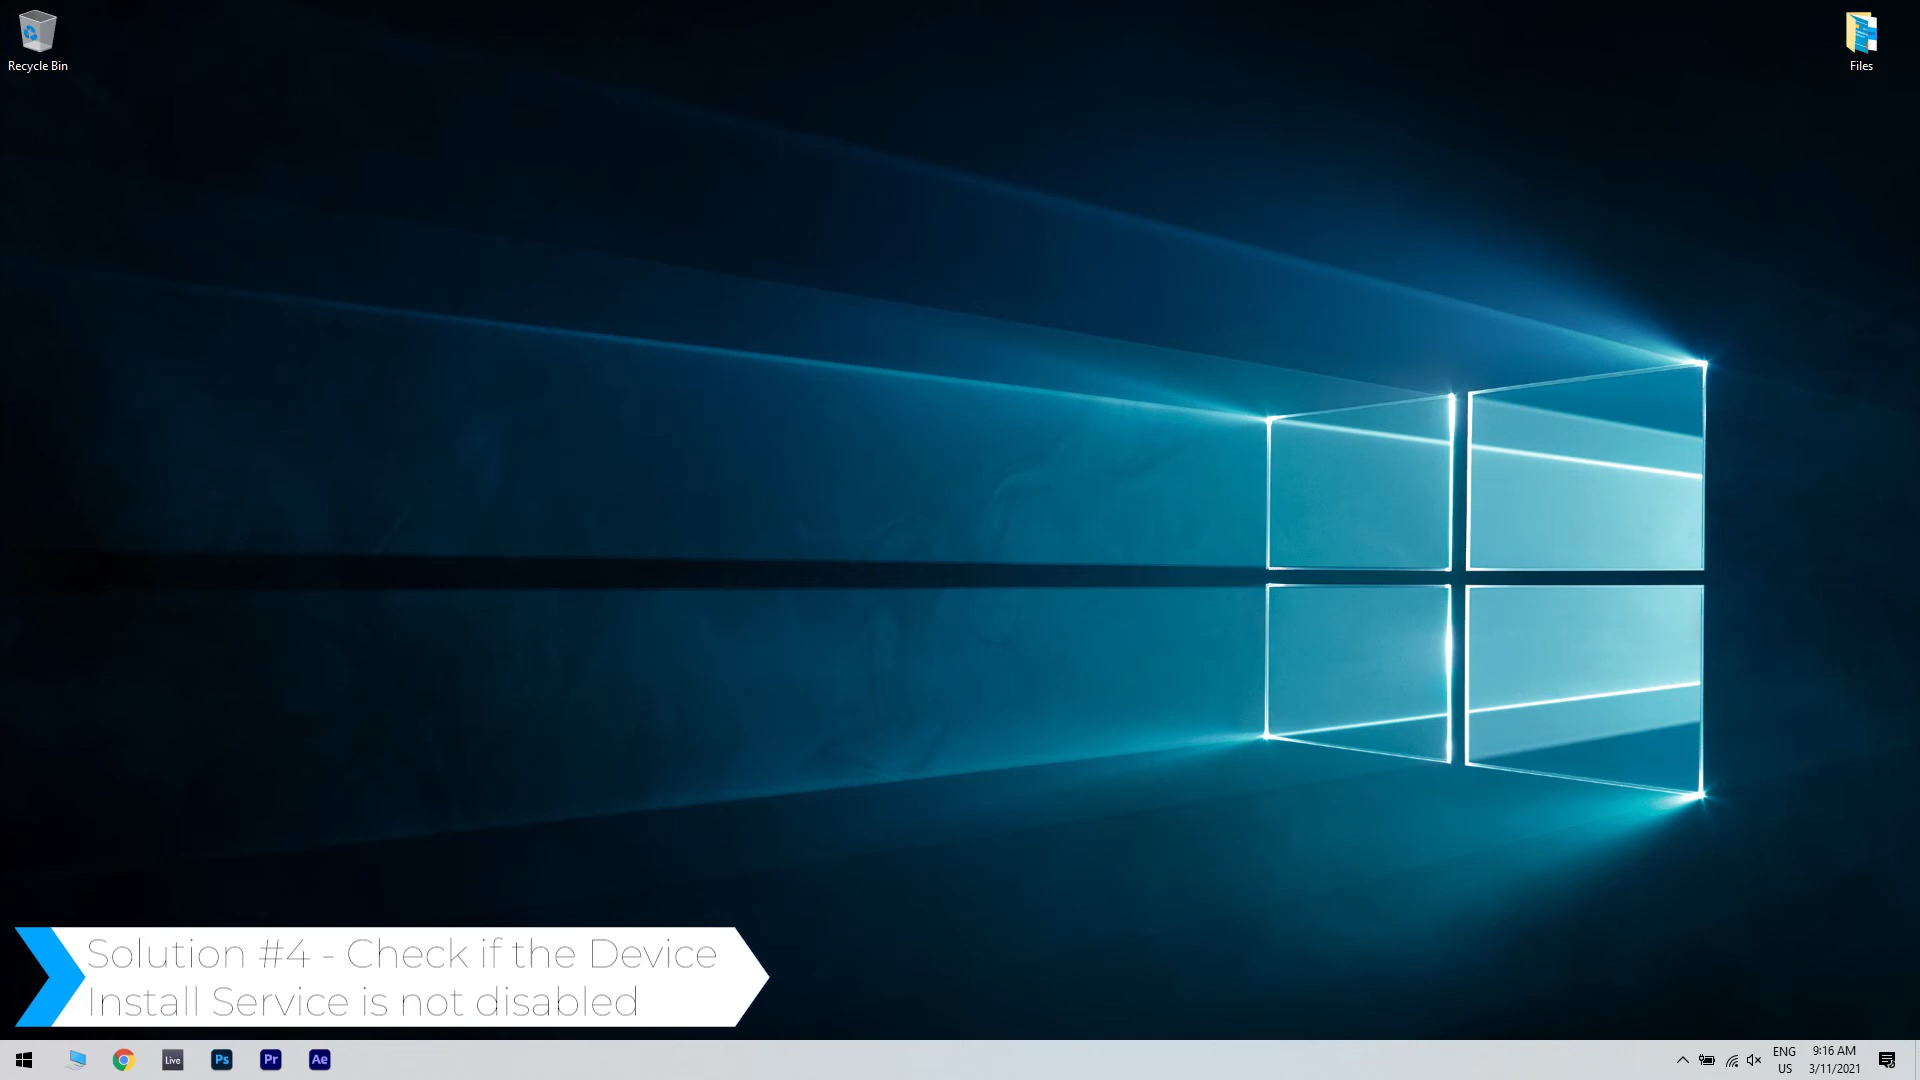 Recycle Bin
Files
Solution #4 - Check if the Device
Install Service is not disabled
Live
Ps
Pr
Ae
ENG
US
9:16 AM
3/11/2021